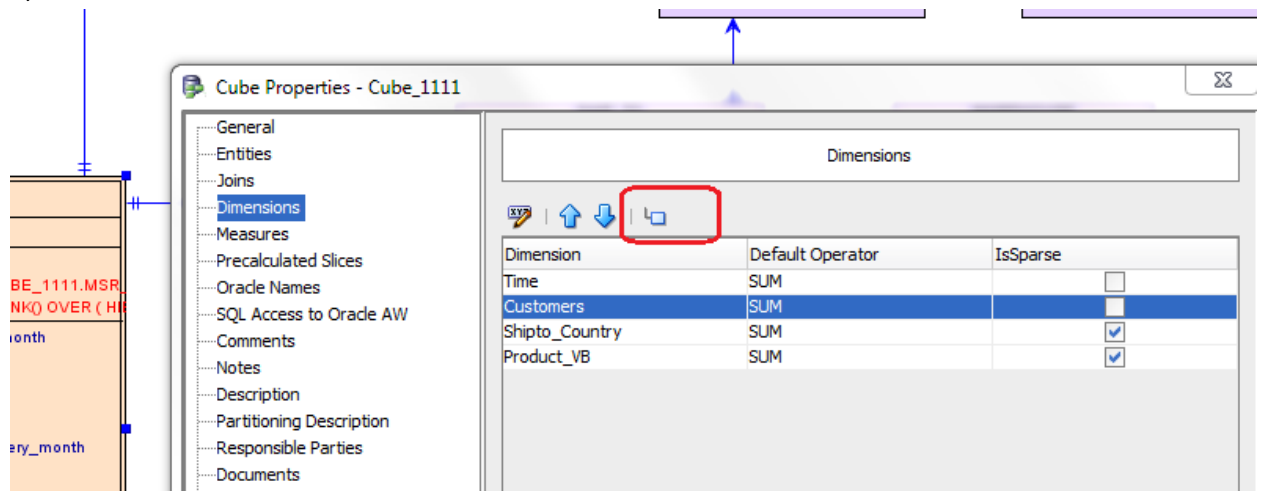 Cube Properties - Cube_1111
General
Entities
Joins
Dimensions
Measures
Precalculated Slices
Oracle Names
SQL Access to Oracle AW
Comments
Notes
Description
Partitioning Description
Responsible Parties
Documents
Dimensions
XYZ
Dimension Default Operator IsSparse
Time SUM
Customers SUM
Shipto_Country SUM
Product_VB SUM
BE_1111.MSR_
NK() OVER ( HI
onth
ery_month